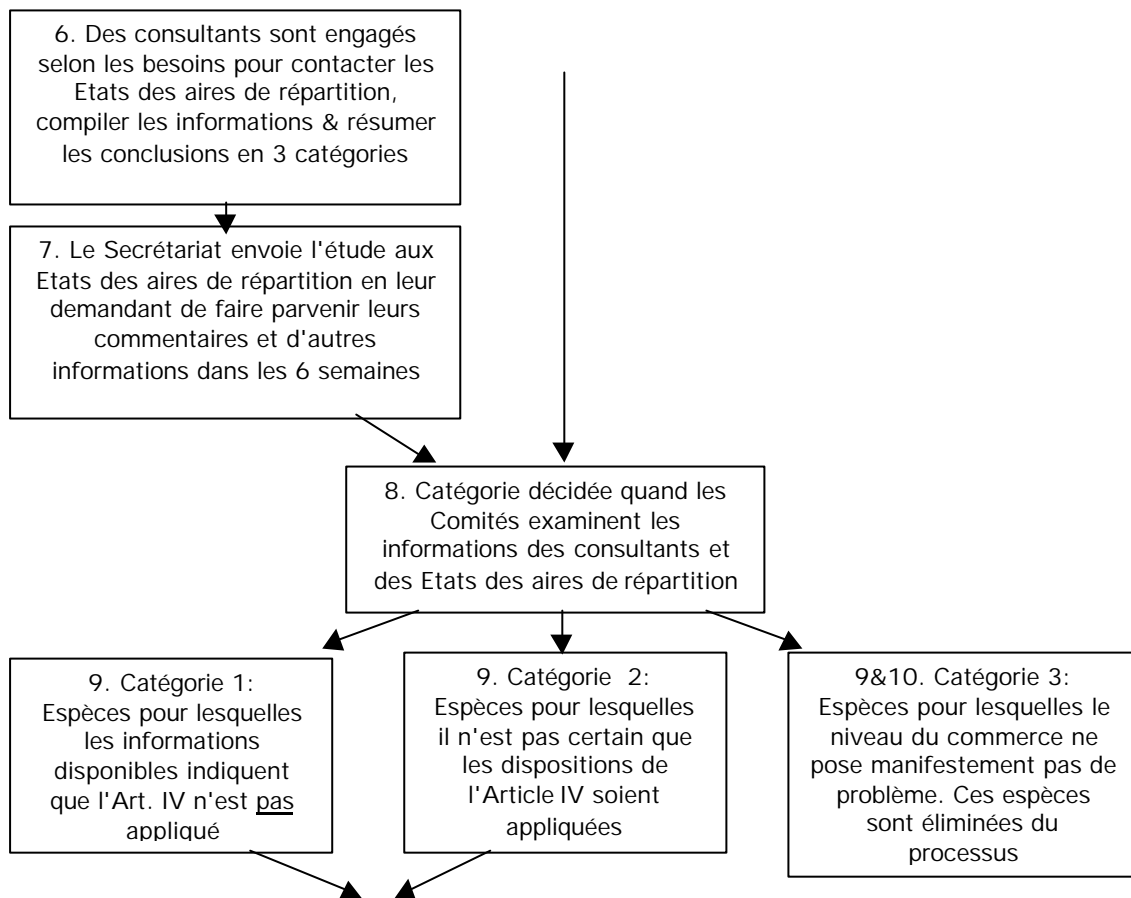 6. Des consultants sont engagés
selon les besoins pour contacter les
Etats des aires de répartition,
compiler les informations & résumer
les conclusions en 3 catégories
7. Le Secrétariat envoie l'étude aux
Etats des aires de répartition en leur
demandant de faire parvenir leurs
commentaires et d'autres
informations dans les 6 semaines
8. Catégorie décidée quand les
Comités examinent les
informations des consultants et
des Etats des aires de répartition
9. Catégorie 1:
Espèces pour lesquelles
les informations
disponibles indiquent
que l'Art. IV n'est pas
appliqué
9. Catégorie 2:
Espèces pour lesquelles
il n'est pas certain que
les dispositions de
l'Article IV soient
appliquées
9&10. Catégorie 3:
Espèces pour lesquelles le
niveau du commerce ne
pose manifestement pas de
problème. Ces espèces
sont éliminées du
processus